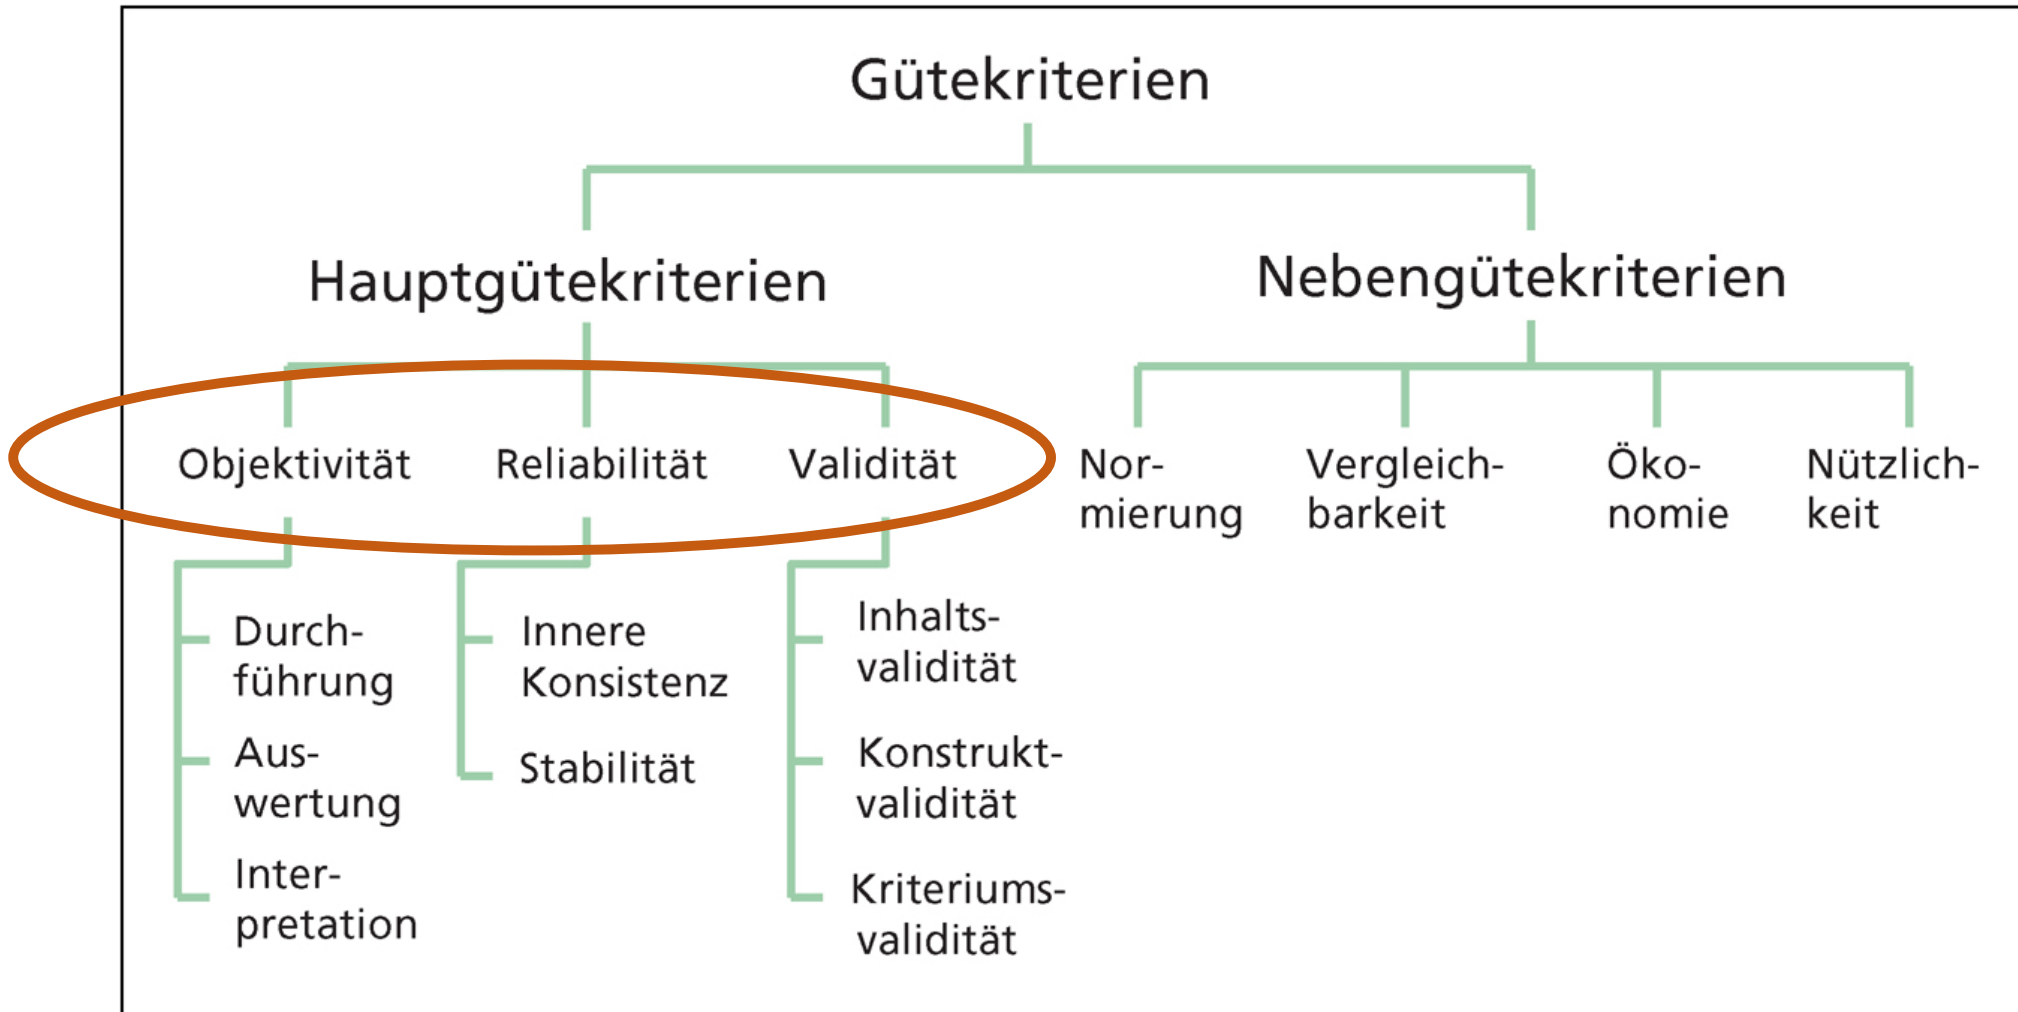 Gütekriterien
Hauptgütekriterien
Nebengütekriterien
Objektivität
Reliabilität
Validität
Nor-
mierung
Vergleich-
barkeit
Öko-
nomie
Nützlich-
keit
Durch-
führung
Aus-
wertung
Inter-
pretation
Innere
Konsistenz
Stabilität
Inhalts-
validität
Konstrukt-
validität
Kriteriums-
validität